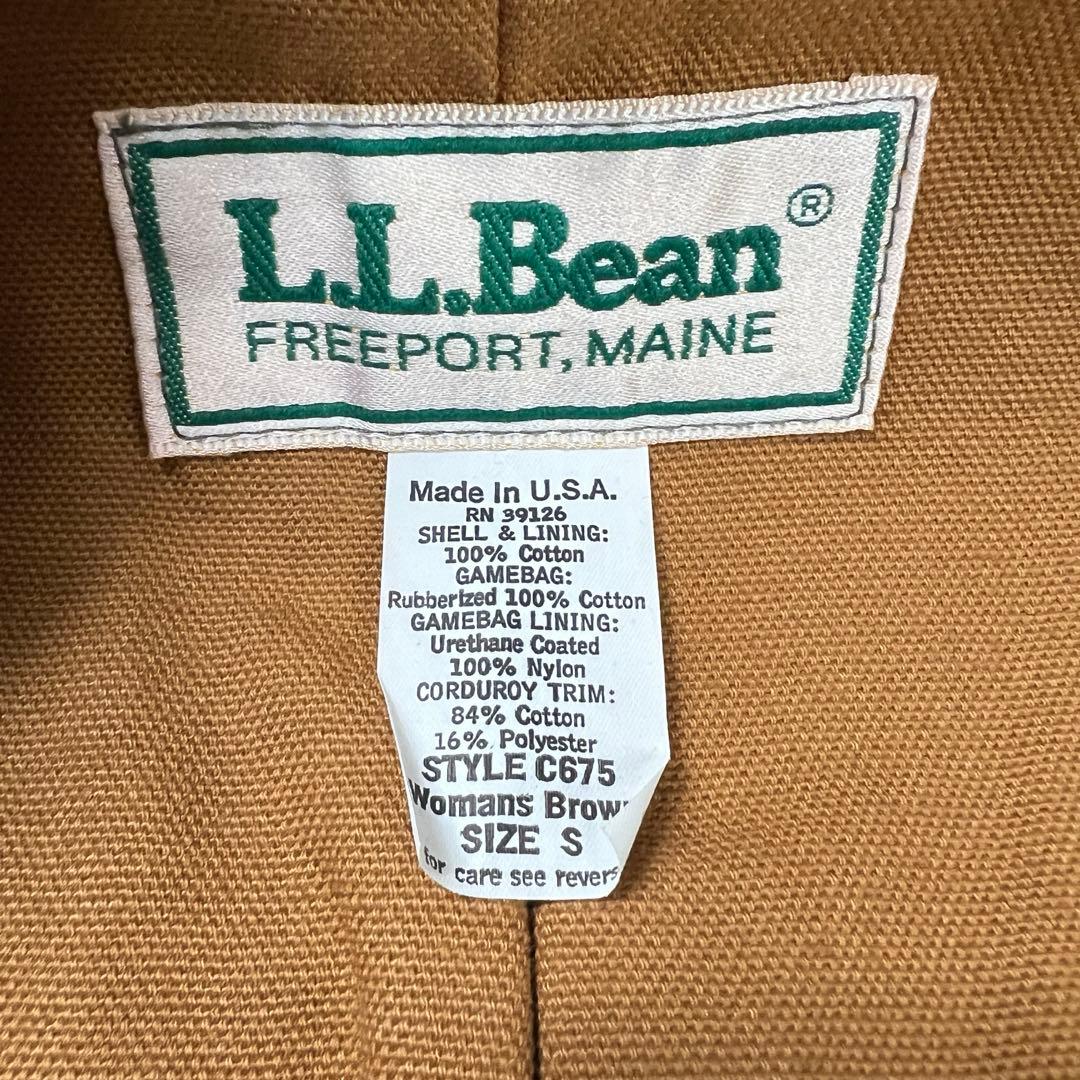 L.L.Bean®
FREEPORT, MAINE
Made In U.S.A.
RN 39126
SHELL & LINING:
100% Cotton
GAMEBAG:
Rubberized 100% Cotton
GAMEBAG LINING:
Urethane Coated
100% Nylon
CORDUROY TRIM:
84% Cotton
16% Polyester
STYLE C675
Womans Brow
SIZE S
for care see revers